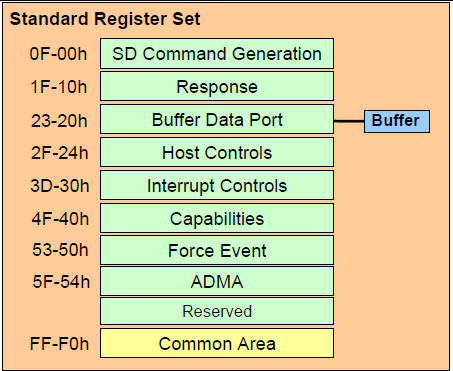 Standard Register Set
0F-00h SD Command Generation
1F-10h Response
23-20h Buffer Data Port Buffer
2F-24h Host Controls
3D-30h Interrupt Controls
4F-40h Capabilities
53-50h Force Event
5F-54h ADMA
Reserved
FF-F0h Common Area